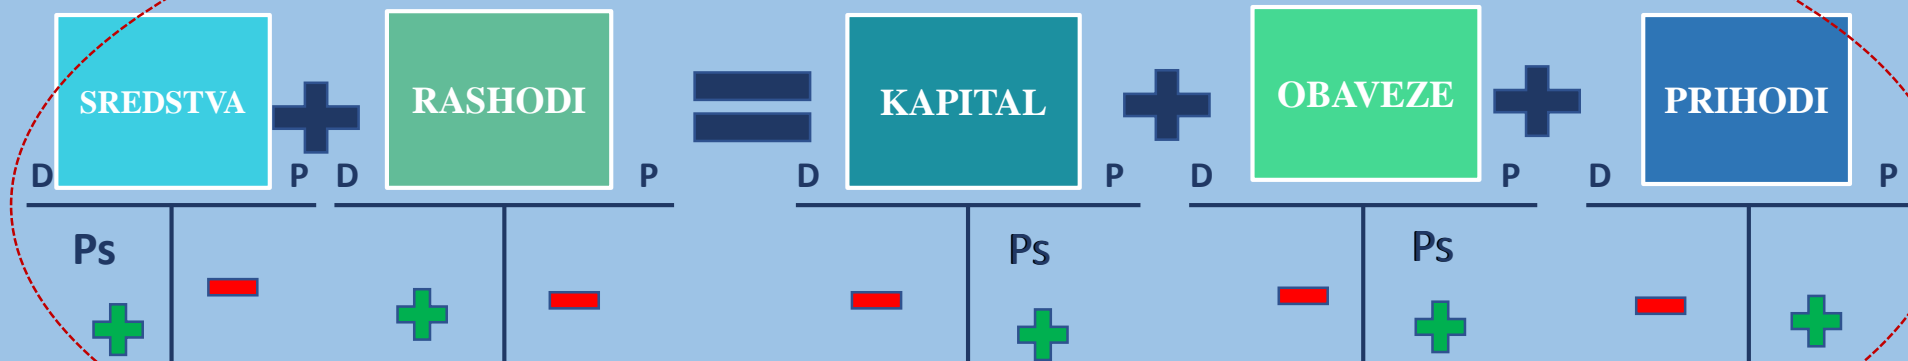 SREDSTVA RASHODI KAPITAL OBAVEZE PRIHODI
D P D P D P D P D P
Ps Ps Ps